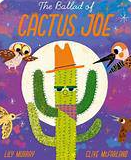 The Ballad of
CACTUS JOE
LILY MURRAY
CLIVE McFARLAND